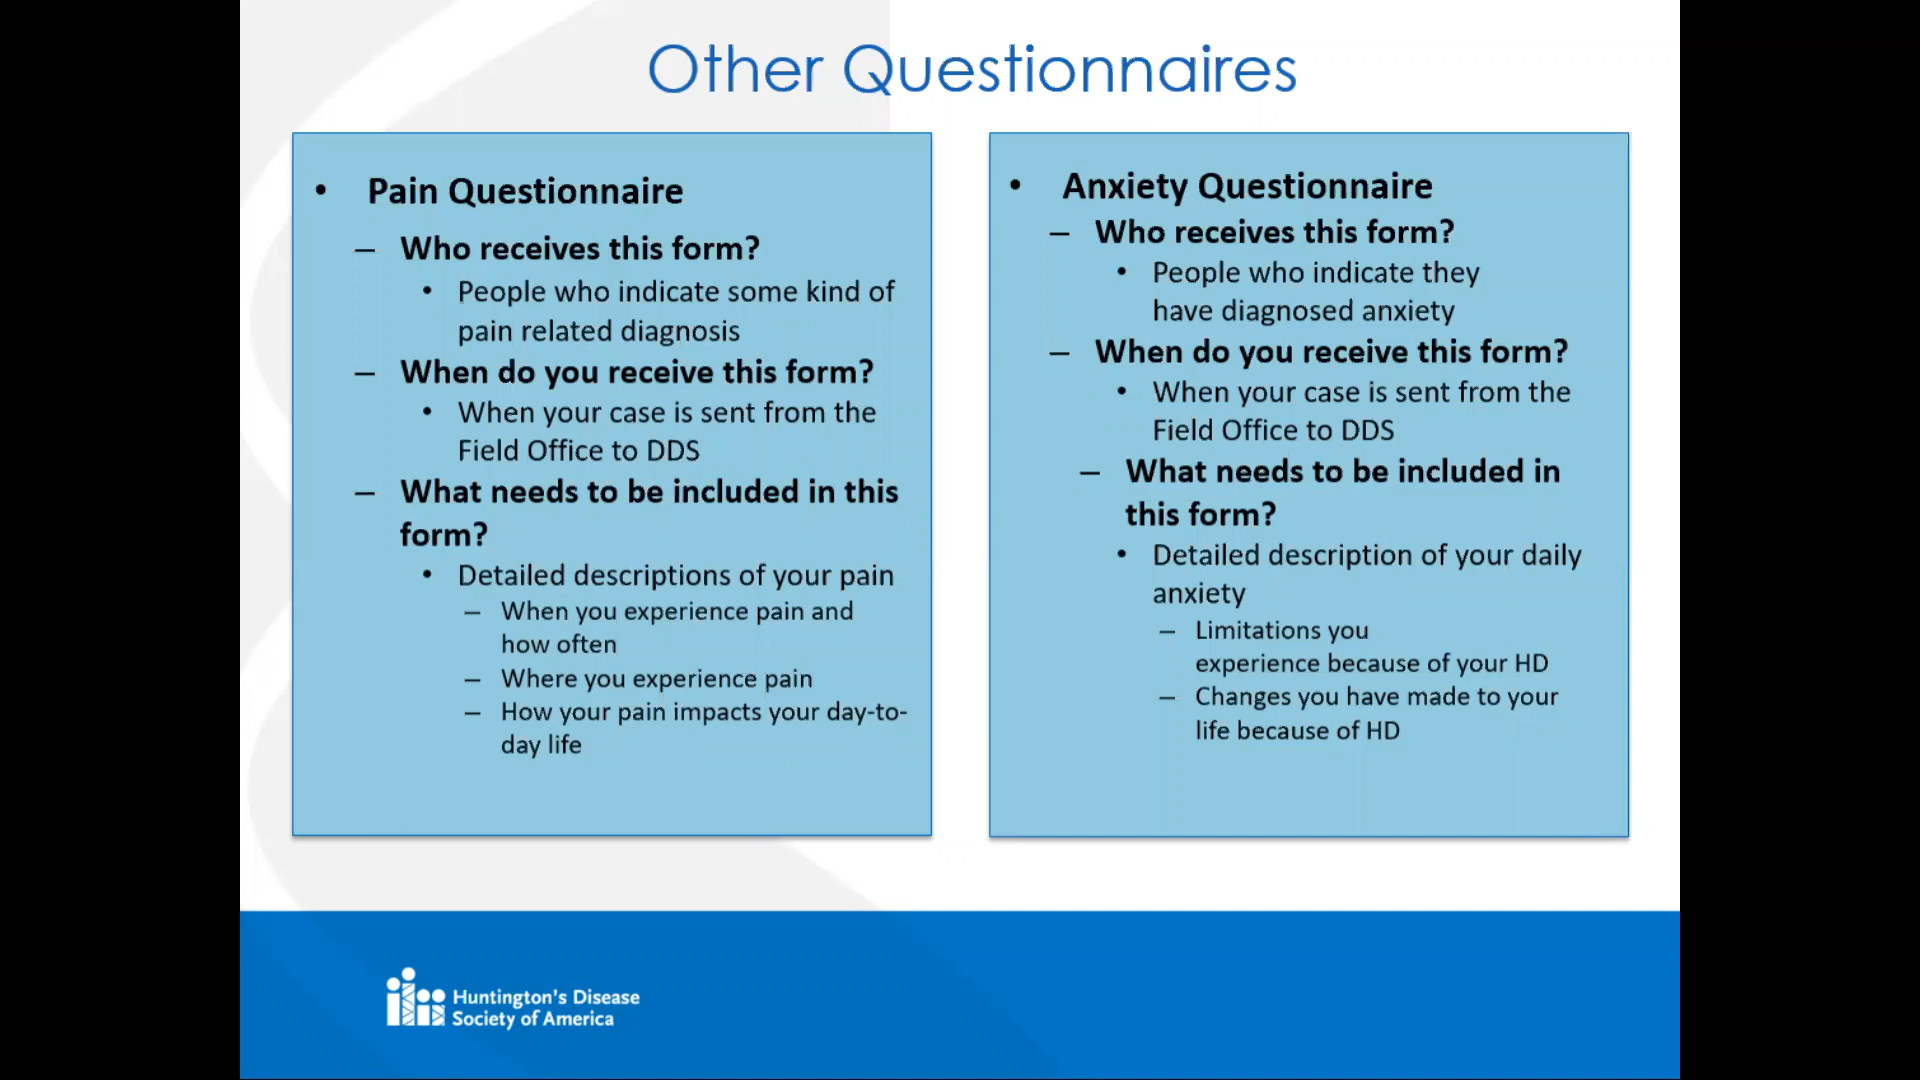 Other Questionnaires
• Pain Questionnaire
– Who receives this form?
• People who indicate some kind of
pain related diagnosis
– When do you receive this form?
• When your case is sent from the
Field Office to DDS
– What needs to be included in this
form?
• Detailed descriptions of your pain
– When you experience pain and
how often
– Where you experience pain
– How your pain impacts your day-to-
day life
• Anxiety Questionnaire
– Who receives this form?
• People who indicate they
have diagnosed anxiety
– When do you receive this form?
• When your case is sent from the
Field Office to DDS
– What needs to be included in
this form?
• Detailed description of your daily
anxiety
– Limitations you
experience because of your HD
– Changes you have made to your
life because of HD
Huntington's Disease
Society of America